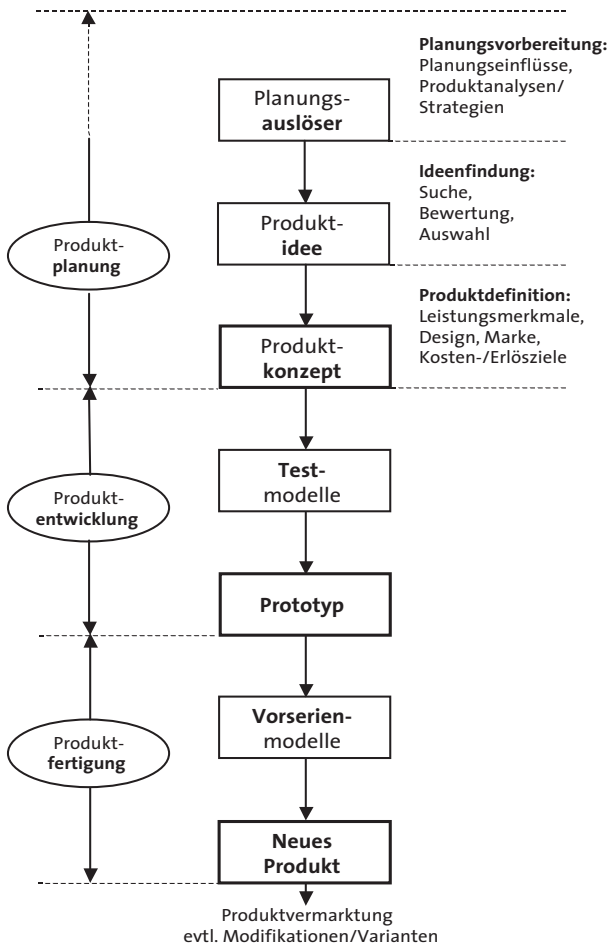 Planungsvorbereitung:
Planungseinflüsse,
Produktanalysen/
Strategien
Planungs-
auslöser
Ideenfindung:
Suche,
Bewertung,
Auswahl
Produkt-
idee
Produkt-
planung
Produktdefinition:
Leistungsmerkmale,
Design, Marke,
Kosten-/Erlösziele
Produkt-
konzept
Test-
modelle
Produkt-
entwicklung
Prototyp
Vorserien-
modelle
Produkt-
fertigung
Neues
Produkt
Produktvermarktung
evtl. Modifikationen/Varianten